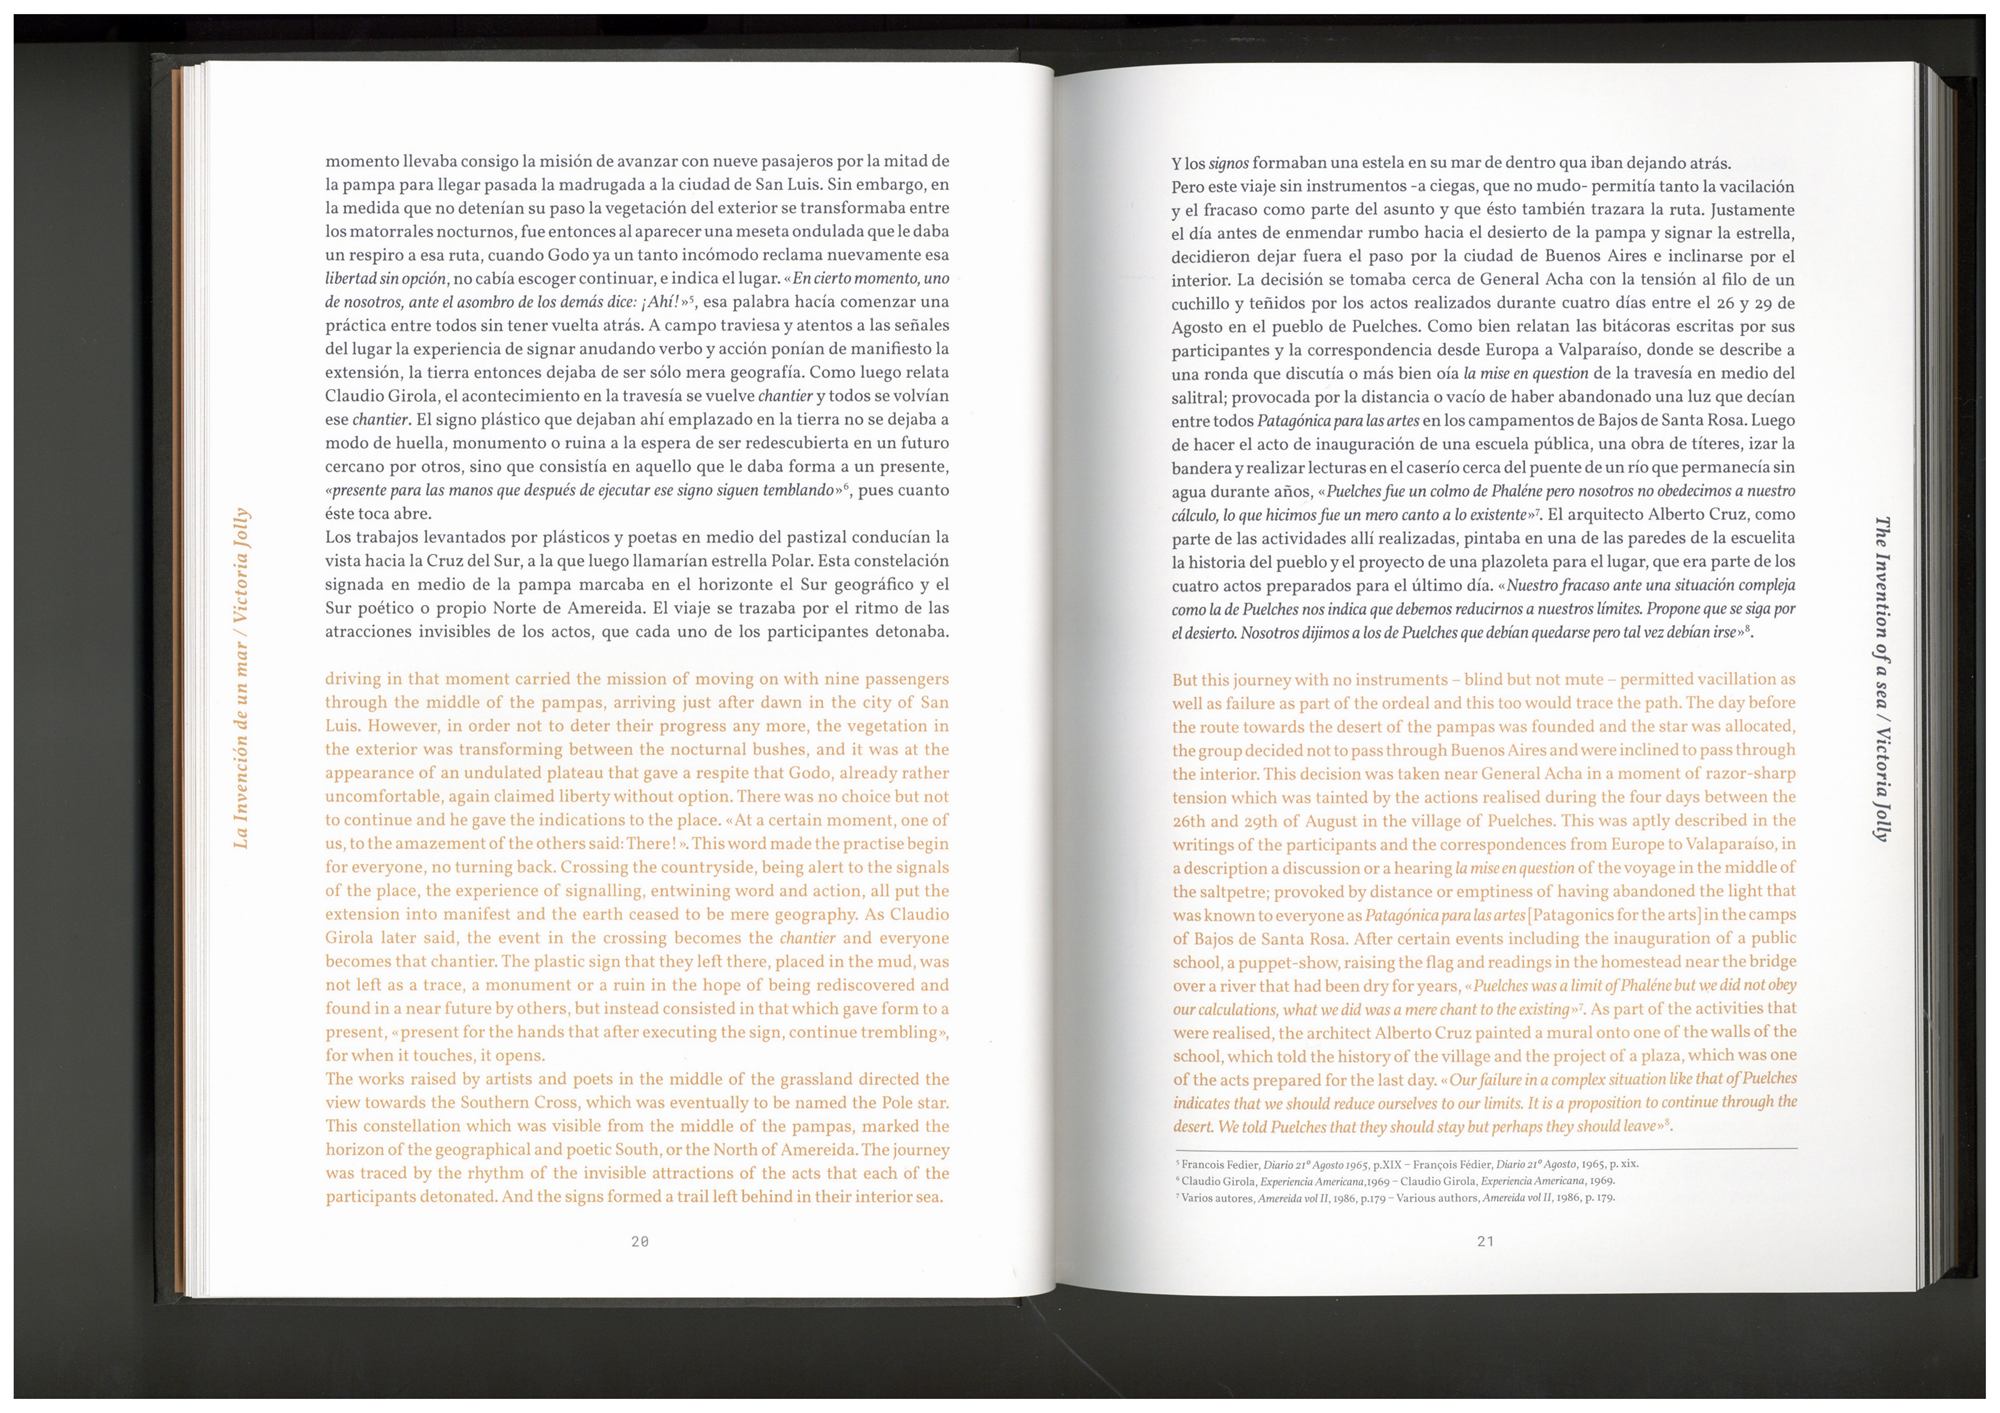 La Invención de un mar / Victoria Jolly
momento llevaba consigo la misión de avanzar con nueve pasajeros por la mitad de
la pampa para llegar pasada la madrugada a la ciudad de San Luis. Sin embargo, en
la medida que no detenían su paso la vegetación del exterior se transformaba entre
los matorrales nocturnos, fue entonces al aparecer una meseta ondulada que le daba
un respiro a esa ruta, cuando Godo ya un tanto incómodo reclama nuevamente esa
libertad sin opción, no cabía escoger continuar, e indica el lugar. «En cierto momento, uno
de nosotros, ante el asombro de los demás dice: ¡Ahí!»⁵, esa palabra hacía comenzar una
práctica entre todos sin tener vuelta atrás. A campo traviesa y atentos a las señales
del lugar la experiencia de signar anudando verbo y acción ponían de manifiesto la
extensión, la tierra entonces dejaba de ser sólo mera geografía. Como luego relata
Claudio Girola, el acontecimiento en la travesía se vuelve chantier y todos se volvían
ese chantier. El signo plástico que dejaban ahí emplazado en la tierra no se dejaba a
modo de huella, monumento o ruina a la espera de ser redescubierta en un futuro
cercano por otros, sino que consistía en aquello que le daba forma a un presente,
«presente para las manos que después de ejecutar ese signo siguen temblando»⁶, pues cuanto
éste toca abre.
Los trabajos levantados por plásticos y poetas en medio del pastizal conducían la
vista hacia la Cruz del Sur, a la que luego llamarían estrella Polar. Esta constelación
signada en medio de la pampa marcaba en el horizonte el Sur geográfico y el
Sur poético o propio Norte de Amereida. El viaje se trazaba por el ritmo de las
atracciones invisibles de los actos, que cada uno de los participantes detonaba.
driving in that moment carried the mission of moving on with nine passengers
through the middle of the pampas, arriving just after dawn in the city of San
Luis. However, in order not to deter their progress any more, the vegetation in
the exterior was transforming between the nocturnal bushes, and it was at the
appearance of an undulated plateau that gave a respite that Godo, already rather
uncomfortable, again claimed liberty without option. There was no choice but not
to continue and he gave the indications to the place. «At a certain moment, one of
us, to the amazement of the others said: There! ». This word made the practise begin
for everyone, no turning back. Crossing the countryside, being alert to the signals
of the place, the experience of signalling, entwining word and action, all put the
extension into manifest and the earth ceased to be mere geography. As Claudio
Girola later said, the event in the crossing becomes the chantier and everyone
becomes that chantier. The plastic sign that they left there, placed in the mud, was
not left as a trace, a monument or a ruin in the hope of being rediscovered and
found in a near future by others, but instead consisted in that which gave form to a
present, «present for the hands that after executing the sign, continue trembling»,
for when it touches, it opens.
The works raised by artists and poets in the middle of the grassland directed the
view towards the Southern Cross, which was eventually to be named the Pole star.
This constellation which was visible from the middle of the pampas, marked the
horizon of the geographical and poetic South, or the North of Amereida. The journey
was traced by the rhythm of the invisible attractions of the acts that each of the
participants detonated. And the signs formed a trail left behind in their interior sea.
20
Y los signos formaban una estela en su mar de dentro qua iban dejando atrás.
Pero este viaje sin instrumentos -a ciegas, que no mudo- permitía tanto la vacilación
y el fracaso como parte del asunto y que ésto también trazara la ruta. Justamente
el día antes de enmendar rumbo hacia el desierto de la pampa y signar la estrella,
decidieron dejar fuera el paso por la ciudad de Buenos Aires e inclinarse por el
interior. La decisión se tomaba cerca de General Acha con la tensión al filo de un
cuchillo y teñidos por los actos realizados durante cuatro días entre el 26 y 29 de
Agosto en el pueblo de Puelches. Como bien relatan las bitácoras escritas por sus
participantes y la correspondencia desde Europa a Valparaíso, donde se describe a
una ronda que discutía o más bien oía la mise en question de la travesía en medio del
salitral; provocada por la distancia o vacío de haber abandonado una luz que decían
entre todos Patagónica para las artes en los campamentos de Bajos de Santa Rosa. Luego
de hacer el acto de inauguración de una escuela pública, una obra de títeres, izar la
bandera y realizar lecturas en el caserío cerca del puente de un río que permanecía sin
agua durante años, «Puelches fue un colmo de Phaléne pero nosotros no obedecimos a nuestro
cálculo, lo que hicimos fue un mero canto a lo existente»⁷. El arquitecto Alberto Cruz, como
parte de las actividades allí realizadas, pintaba en una de las paredes de la escuelita
la historia del pueblo y el proyecto de una plazoleta para el lugar, que era parte de los
cuatro actos preparados para el último día. «Nuestro fracaso ante una situación compleja
como la de Puelches nos indica que debemos reducirnos a nuestros límites. Propone que se siga por
el desierto. Nosotros dijimos a los de Puelches que debían quedarse pero tal vez debían irse»⁸.
But this journey with no instruments – blind but not mute – permitted vacillation as
well as failure as part of the ordeal and this too would trace the path. The day before
the route towards the desert of the pampas was founded and the star was allocated,
the group decided not to pass through Buenos Aires and were inclined to pass through
the interior. This decision was taken near General Acha in a moment of razor-sharp
tension which was tainted by the actions realised during the four days between the
26th and 29th of August in the village of Puelches. This was aptly described in the
writings of the participants and the correspondences from Europe to Valaparaíso, in
a description a discussion or a hearing la mise en question of the voyage in the middle of
the saltpetre; provoked by distance or emptiness of having abandoned the light that
was known to everyone as Patagónica para las artes [Patagonics for the arts] in the camps
of Bajos de Santa Rosa. After certain events including the inauguration of a public
school, a puppet-show, raising the flag and readings in the homestead near the bridge
over a river that had been dry for years, «Puelches was a limit of Phaléne but we did not obey
our calculations, what we did was a mere chant to the existing»⁷. As part of the activities that
were realised, the architect Alberto Cruz painted a mural onto one of the walls of the
school, which told the history of the village and the project of a plaza, which was one
of the acts prepared for the last day. «Our failure in a complex situation like that of Puelches
indicates that we should reduce ourselves to our limits. It is a proposition to continue through the
desert. We told Puelches that they should stay but perhaps they should leave»⁸.
⁵ Francois Fedier, Diario 21º Agosto 1965, p.XIX – François Fédier, Diario 21º Agosto, 1965, p. xix.
⁶ Claudio Girola, Experiencia Americana,1969 – Claudio Girola, Experiencia Americana, 1969.
⁷ Varios autores, Amereida vol II, 1986, p.179 – Various authors, Amereida vol II, 1986, p. 179.
21
The Invention of a sea / Victoria Jolly